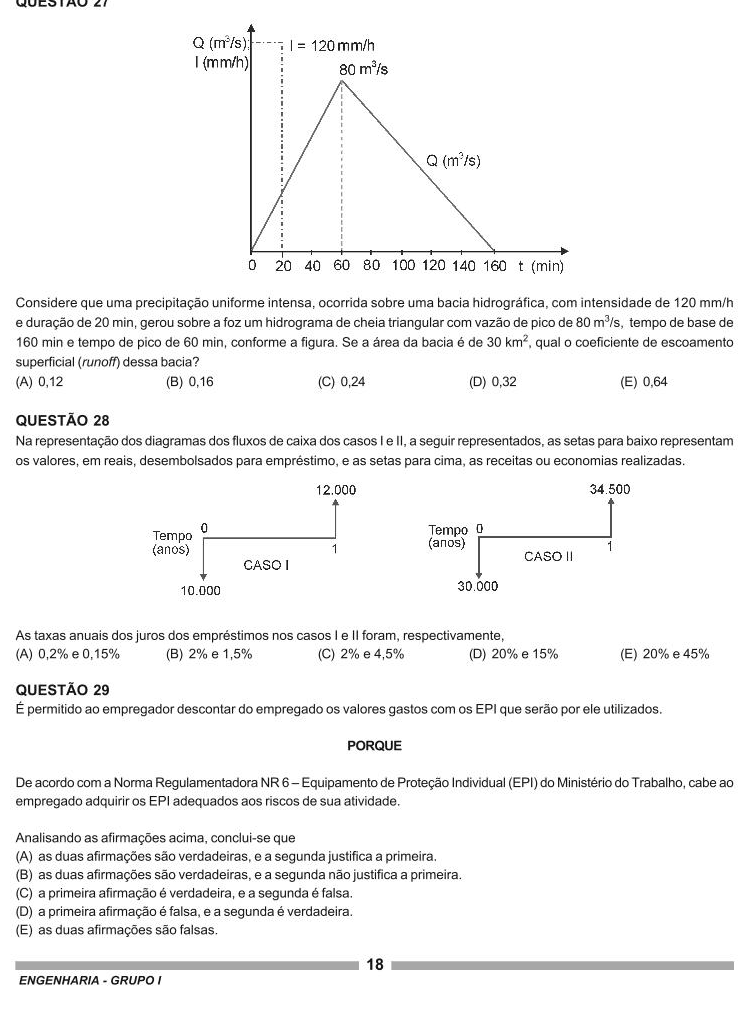 QUESTÃO 27
Q (m³/s)
I (mm/h)
I = 120 mm/h
80 m³/s
Q (m³/s)
0 20 40 60 80 100 120 140 160 t (min)
Considere que uma precipitação uniforme intensa, ocorrida sobre uma bacia hidrográfica, com intensidade de 120 mm/h
e duração de 20 min, gerou sobre a foz um hidrograma de cheia triangular com vazão de pico de 80 m³/s, tempo de base de
160 min e tempo de pico de 60 min, conforme a figura. Se a área da bacia é de 30 km², qual o coeficiente de escoamento
superficial (runoff) dessa bacia?
(A) 0,12 (B) 0,16 (C) 0,24 (D) 0,32 (E) 0,64
QUESTÃO 28
Na representação dos diagramas dos fluxos de caixa dos casos I e II, a seguir representados, as setas para baixo representam
os valores, em reais, desembolsados para empréstimo, e as setas para cima, as receitas ou economias realizadas.
12.000
Tempo 0
(anos)
1
CASO I
10.000
34.500
Tempo 0
(anos)
1
CASO II
30.000
As taxas anuais dos juros dos empréstimos nos casos I e II foram, respectivamente,
(A) 0,2% e 0,15% (B) 2% e 1,5% (C) 2% e 4,5% (D) 20% e 15% (E) 20% e 45%
QUESTÃO 29
É permitido ao empregador descontar do empregado os valores gastos com os EPI que serão por ele utilizados.
PORQUE
De acordo com a Norma Regulamentadora NR 6 – Equipamento de Proteção Individual (EPI) do Ministério do Trabalho, cabe ao
empregado adquirir os EPI adequados aos riscos de sua atividade.
Analisando as afirmações acima, conclui-se que
(A) as duas afirmações são verdadeiras, e a segunda justifica a primeira.
(B) as duas afirmações são verdadeiras, e a segunda não justifica a primeira.
(C) a primeira afirmação é verdadeira, e a segunda é falsa.
(D) a primeira afirmação é falsa, e a segunda é verdadeira.
(E) as duas afirmações são falsas.
18
ENGENHARIA - GRUPO I